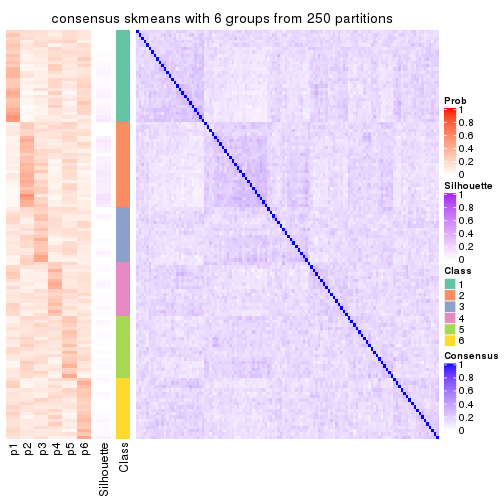 consensus skmeans with 6 groups from 250 partitions
p1
p2
p3
p4
p5
p6
Silhouette
Class
Prob
1
0.8
0.6
0.4
0.2
0
Silhouette
1
0.8
0.6
0.4
0.2
0
Class
1
2
3
4
5
6
Consensus
1
0.8
0.6
0.4
0.2
0